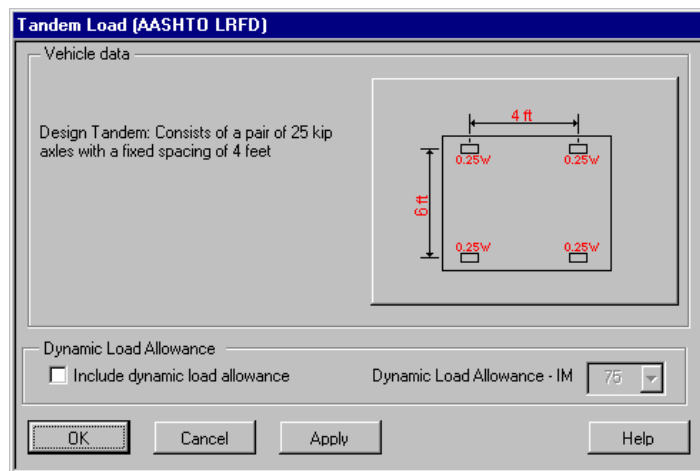 Tandem Load (AASHTO LRFD)
Vehicle data
Design Tandem: Consists of a pair of 25 kip
axles with a fixed spacing of 4 feet
4 ft
0.25W 0.25W
6 ft
0.25W 0.25W
Dynamic Load Allowance
Include dynamic load allowance Dynamic Load Allowance - IM 75
OK Cancel Apply Help